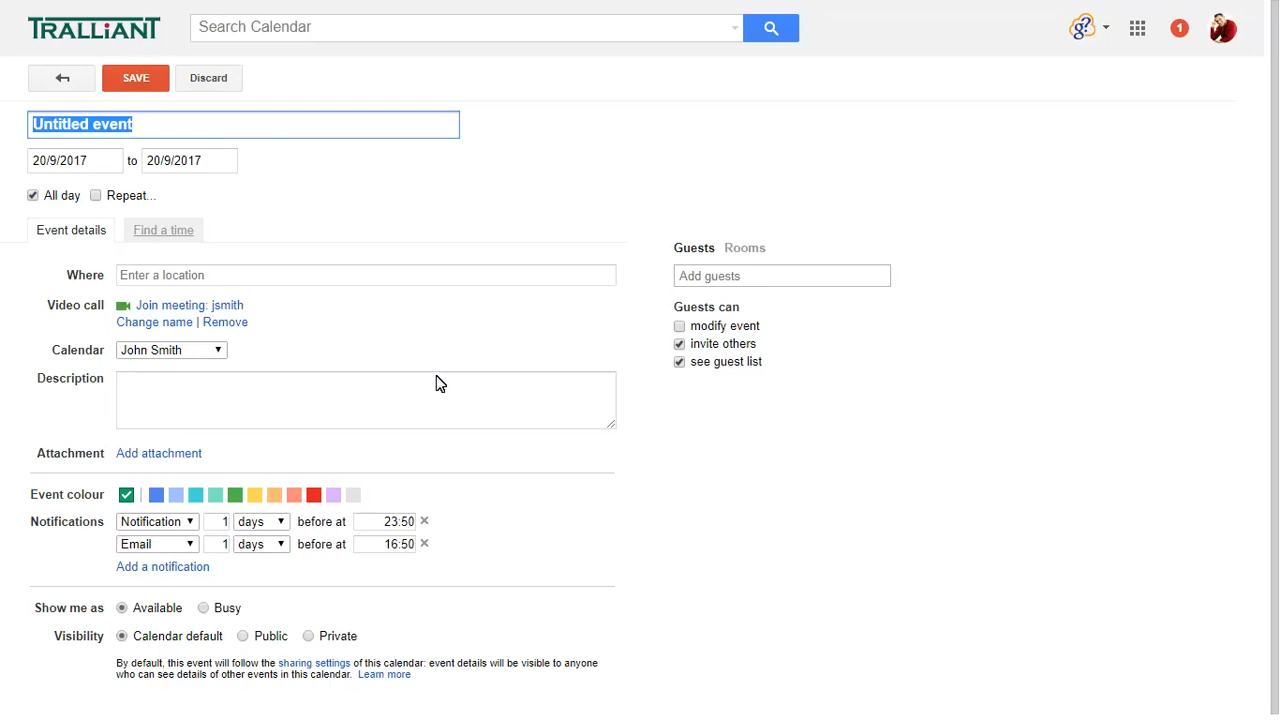 TRALLiANT
Search Calendar
g?
1
SAVE
Discard
Untitled event
20/9/2017 to 20/9/2017
All day Repeat...
Event details Find a time
Guests Rooms
Where Enter a location
Add guests
Video call Join meeting: jsmith
Change name | Remove
Guests can
modify event
invite others
see guest list
Calendar John Smith
Description
Attachment Add attachment
Event colour
Notifications Notification 1 days before at 23:50
Email 1 days before at 16:50
Add a notification
Show me as Available Busy
Visibility Calendar default Public Private
By default, this event will follow the sharing settings of this calendar: event details will be visible to anyone
who can see details of other events in this calendar. Learn more